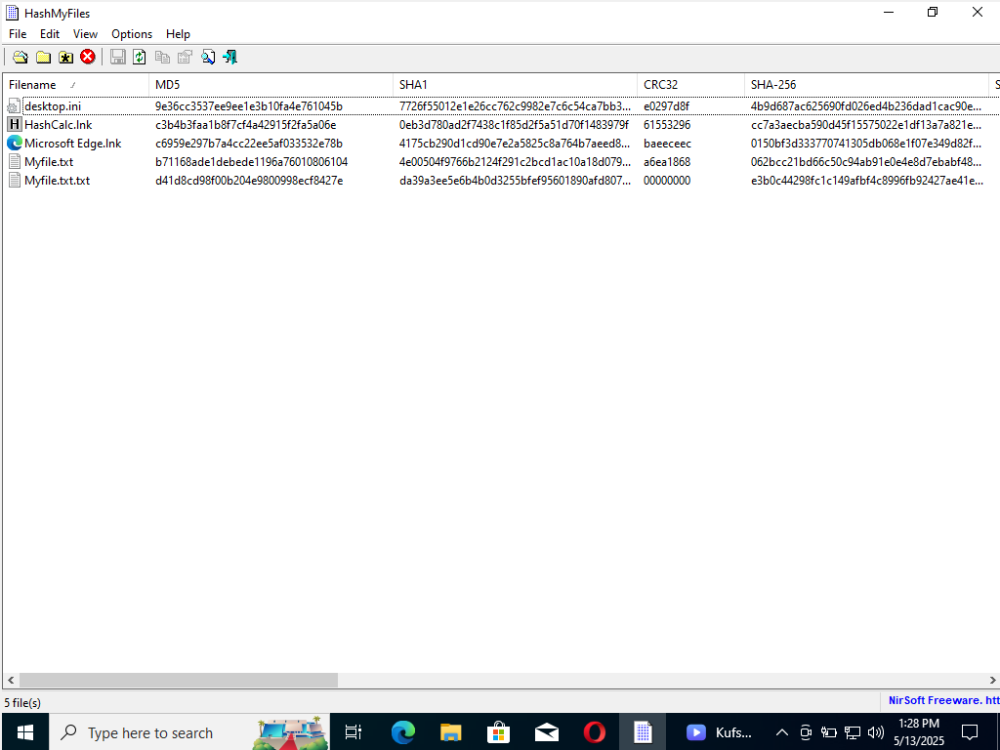 HashMyFiles
File Edit View Options Help
Filename MD5 SHA1 CRC32 SHA-256 S
desktop.ini 9e36cc3537ee9ee1e3b10fa4e761045b 7726f55012e1e26cc762c9982e7c6c54ca7bb3... e0297d8f 4b9d687ac625690fd026ed4b236dad1cac90e...
HashCalc.lnk c3b4b3faa1b8f7cf4a42915f2fa5a06e 0eb3d780ad2f7438c1f85d2f5a51d70f1483979f 61553296 cc7a3aecba590d45f15575022e1df13a7a821e...
Microsoft Edge.lnk c6959e297b7a4cc22ee5af033532e78b 4175cb290d1cd90e7e2a5825c8a764b7aeed8... baeeceec 0150bf3d333770741305db068e1f07e349d82f...
Myfile.txt b71168ade1debede1196a76010806104 4e00504f9766b2124f291c2bcd1ac10a18d079... a6ea1868 062bcc21bd66c50c94ab91e0e4e8d7ebabf48...
Myfile.txt.txt d41d8cd98f00b204e9800998ecf8427e da39a3ee5e6b4b0d3255bfef95601890afd807... 00000000 e3b0c44298fc1c149afbf4c8996fb92427ae41e...
5 file(s) NirSoft Freeware. htt
Type here to search Kufs... 1:28 PM
5/13/2025